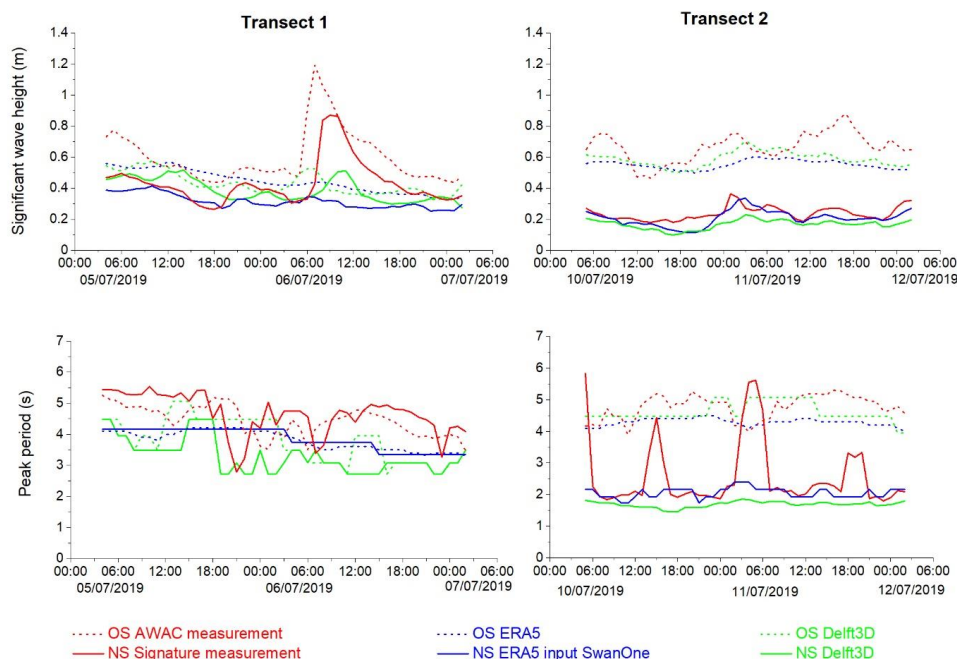 Transect 1
Transect 2
Significant wave height (m)
1.4
1.2
1
0.8
0.6
0.4
0.2
0
00:00 06:00 12:00 18:00 00:00 06:00 12:00 18:00 00:00 06:00
05/07/2019 06/07/2019 07/07/2019
1.4
1.2
1
0.8
0.6
0.4
0.2
0
00:00 06:00 12:00 18:00 00:00 06:00 12:00 18:00 00:00 06:00
10/07/2019 11/07/2019 12/07/2019
Peak period (s)
7
6
5
4
3
2
1
0
00:00 06:00 12:00 18:00 00:00 06:00 12:00 18:00 00:00 06:00
05/07/2019 06/07/2019 07/07/2019
7
6
5
4
3
2
1
0
00:00 06:00 12:00 18:00 00:00 06:00 12:00 18:00 00:00 06:00
10/07/2019 11/07/2019 12/07/2019
OS AWAC measurement OS ERA5 OS Delft3D
NS Signature measurement NS ERA5 input SwanOne NS Delft3D